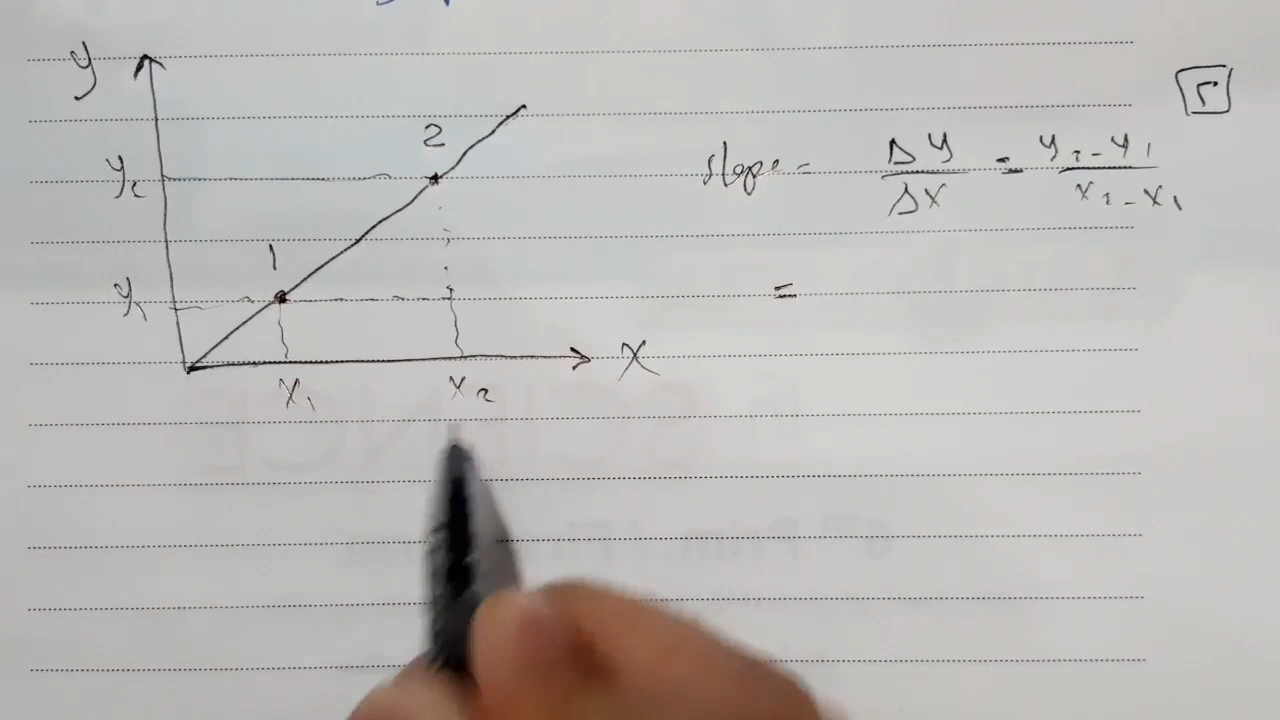 y
2
y₂
1
y₁
x₁ x₂ X
slope = Δy/Δx = y₂-y₁/x₂-x₁
=